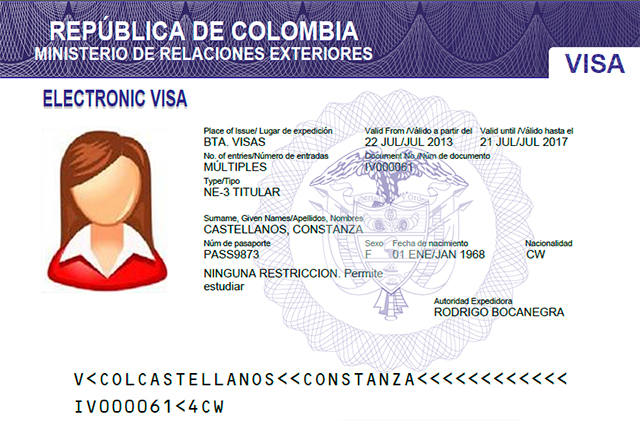 REPÚBLICA DE COLOMBIA
MINISTERIO DE RELACIONES EXTERIORES
VISA
ELECTRONIC VISA
Place of Issue/ Lugar de expedición Valid From /Válido a partir del Valid until /Válido hasta el
BTA. VISAS 22 JUL/JUL 2013 21 JUL/JUL 2017
No. of entries/Número de entradas Document No./Núm de documento
MÚLTIPLES IV000061
Type/Tipo
NE-3 TITULAR
Surname, Given Names/Apellidos, Nombres
CASTELLANOS, CONSTANZA
Núm de pasaporte Sexo Fecha de nacimiento Nacionalidad
PASS9873 F 01 ENE/JAN 1968 CW
NINGUNA RESTRICCION. Permite
estudiar
Autoridad Expedidora
RODRIGO BOCANEGRA
V<COLCASTELLANOS<<CONSTANZA<<<<<<<<<<<<
IV000061<4CW